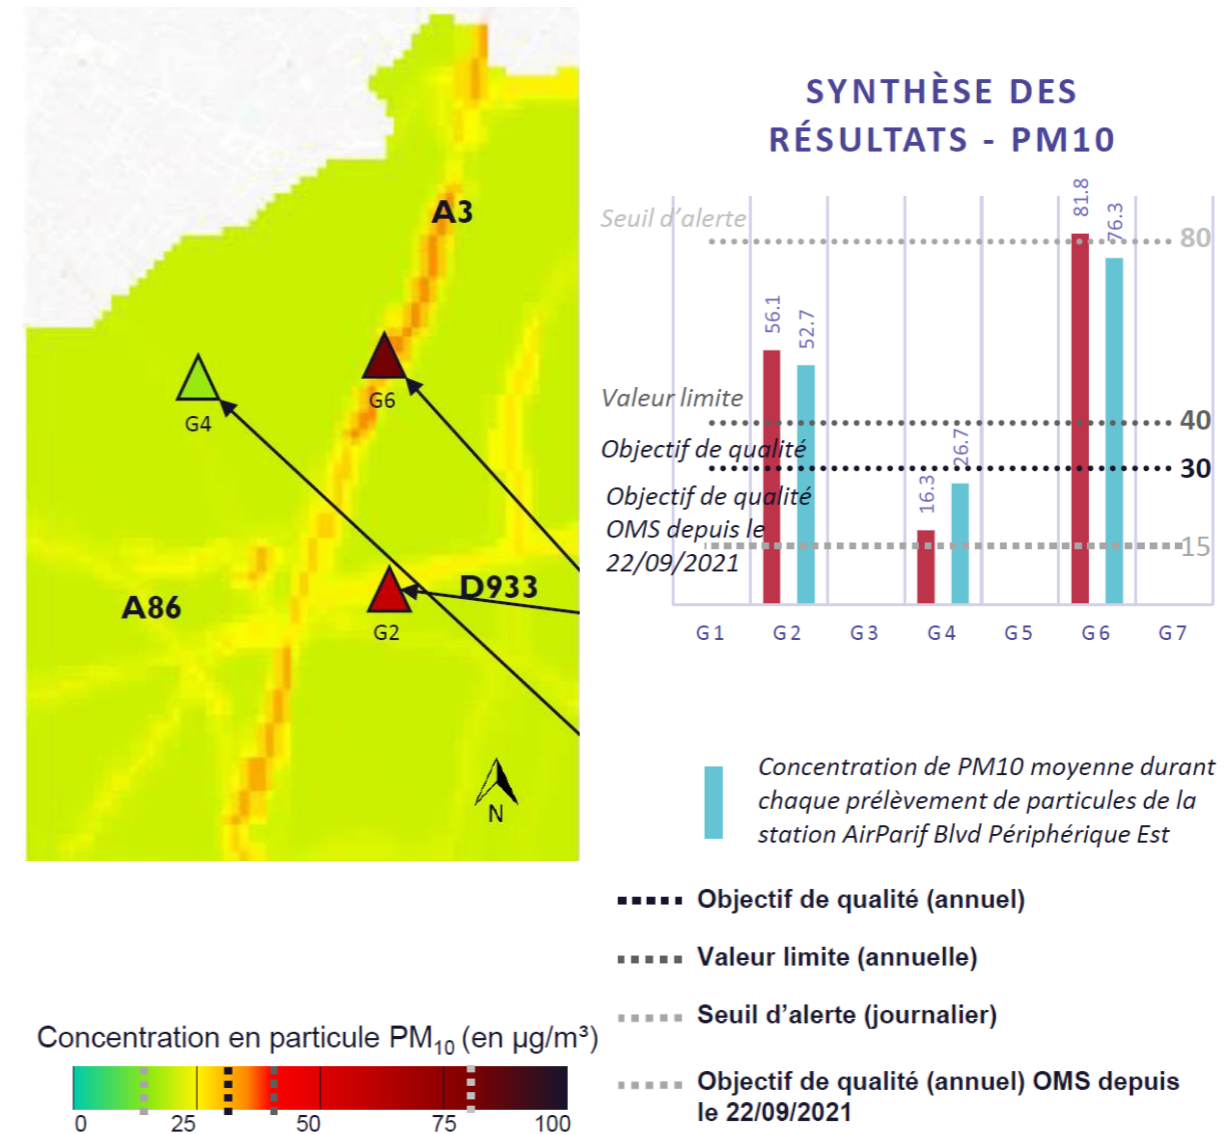 A3
G6
G4
D933
A86
G2
N
Concentration en particule PM10 (en µg/m³)
0 25 50 75 100
SYNTHÈSE DES
RÉSULTATS - PM10
Seuil d'alerte
80
Valeur limite
40
Objectif de qualité
30
Objectif de qualité
OMS depuis le
22/09/2021
15
56.1
52.7
16.3
26.7
81.8
76.3
G1 G2 G3 G4 G5 G6 G7
Concentration de PM10 moyenne durant
chaque prélèvement de particules de la
station AirParif Blvd Périphérique Est
Objectif de qualité (annuel)
Valeur limite (annuelle)
Seuil d'alerte (journalier)
Objectif de qualité (annuel) OMS depuis
le 22/09/2021